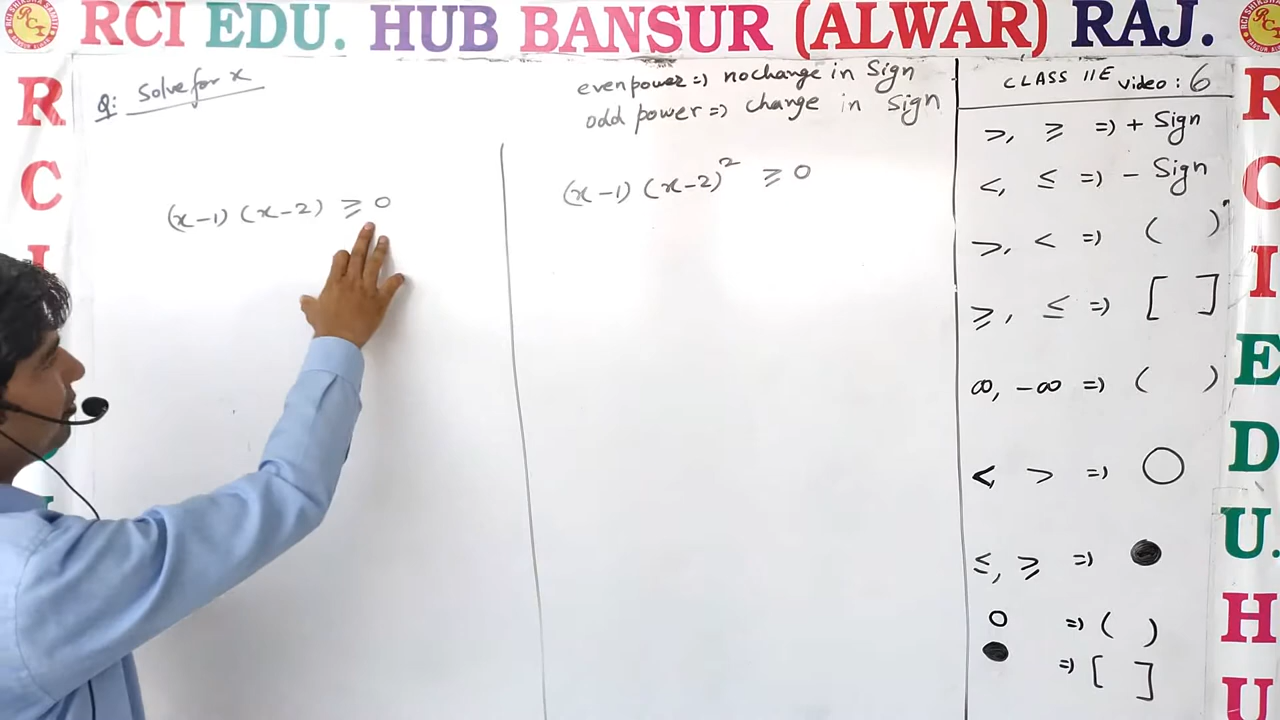 RCI EDU. HUB BANSUR (ALWAR) RAJ.
R
C
I
Q: Solve for x
(x-1) (x-2) ≥ 0
even power => no change in Sign
odd power => change in Sign
(x-1) (x-2)² ≥ 0
CLASS 11E video: 6
>, ≥ => + Sign
<, ≤ => - Sign
>, < => ( )
≥, ≤ => [ ]
∞, -∞ => ( )
< > => ○
≤, ≥ => ●
○ => ( )
● => [ ]
R
C
I
E
D
U.
H
U